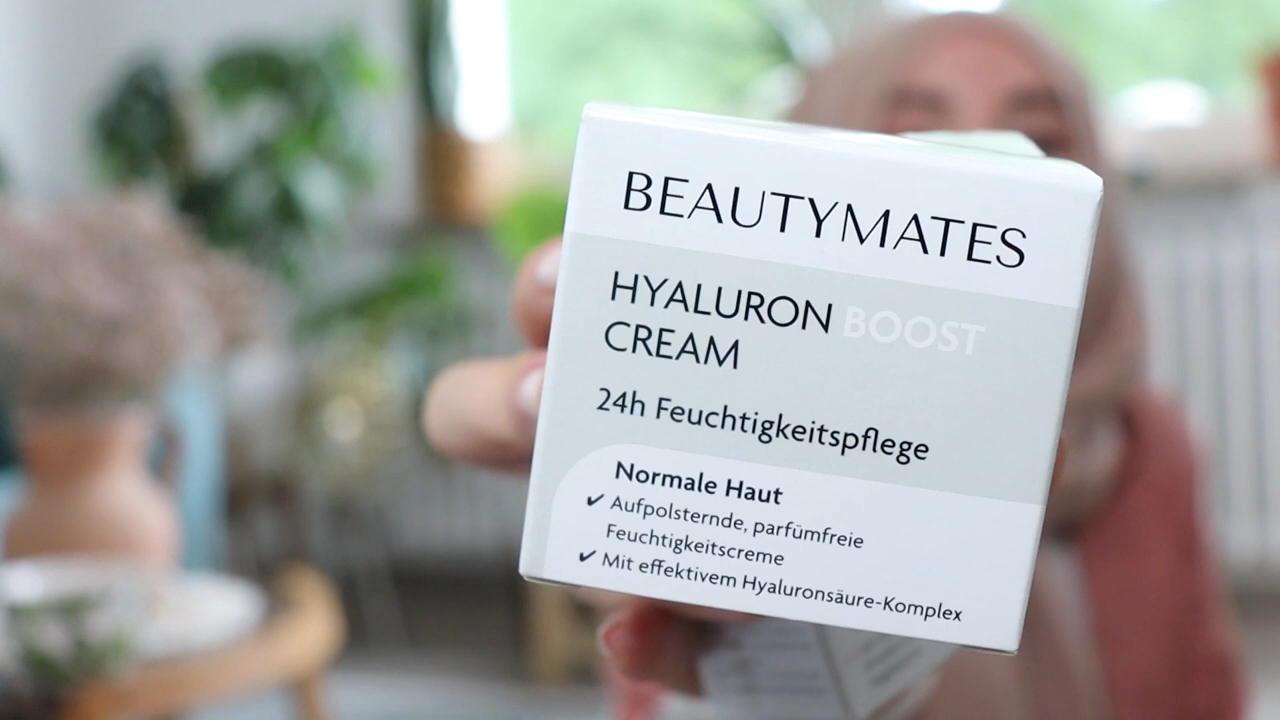 BEAUTYMATES
HYALURON BOOST
CREAM
24h Feuchtigkeitspflege
Normale Haut
✔ Aufpolsternde, parfümfreie
Feuchtigkeitscreme
✔ Mit effektivem Hyaluronsäure-Komplex